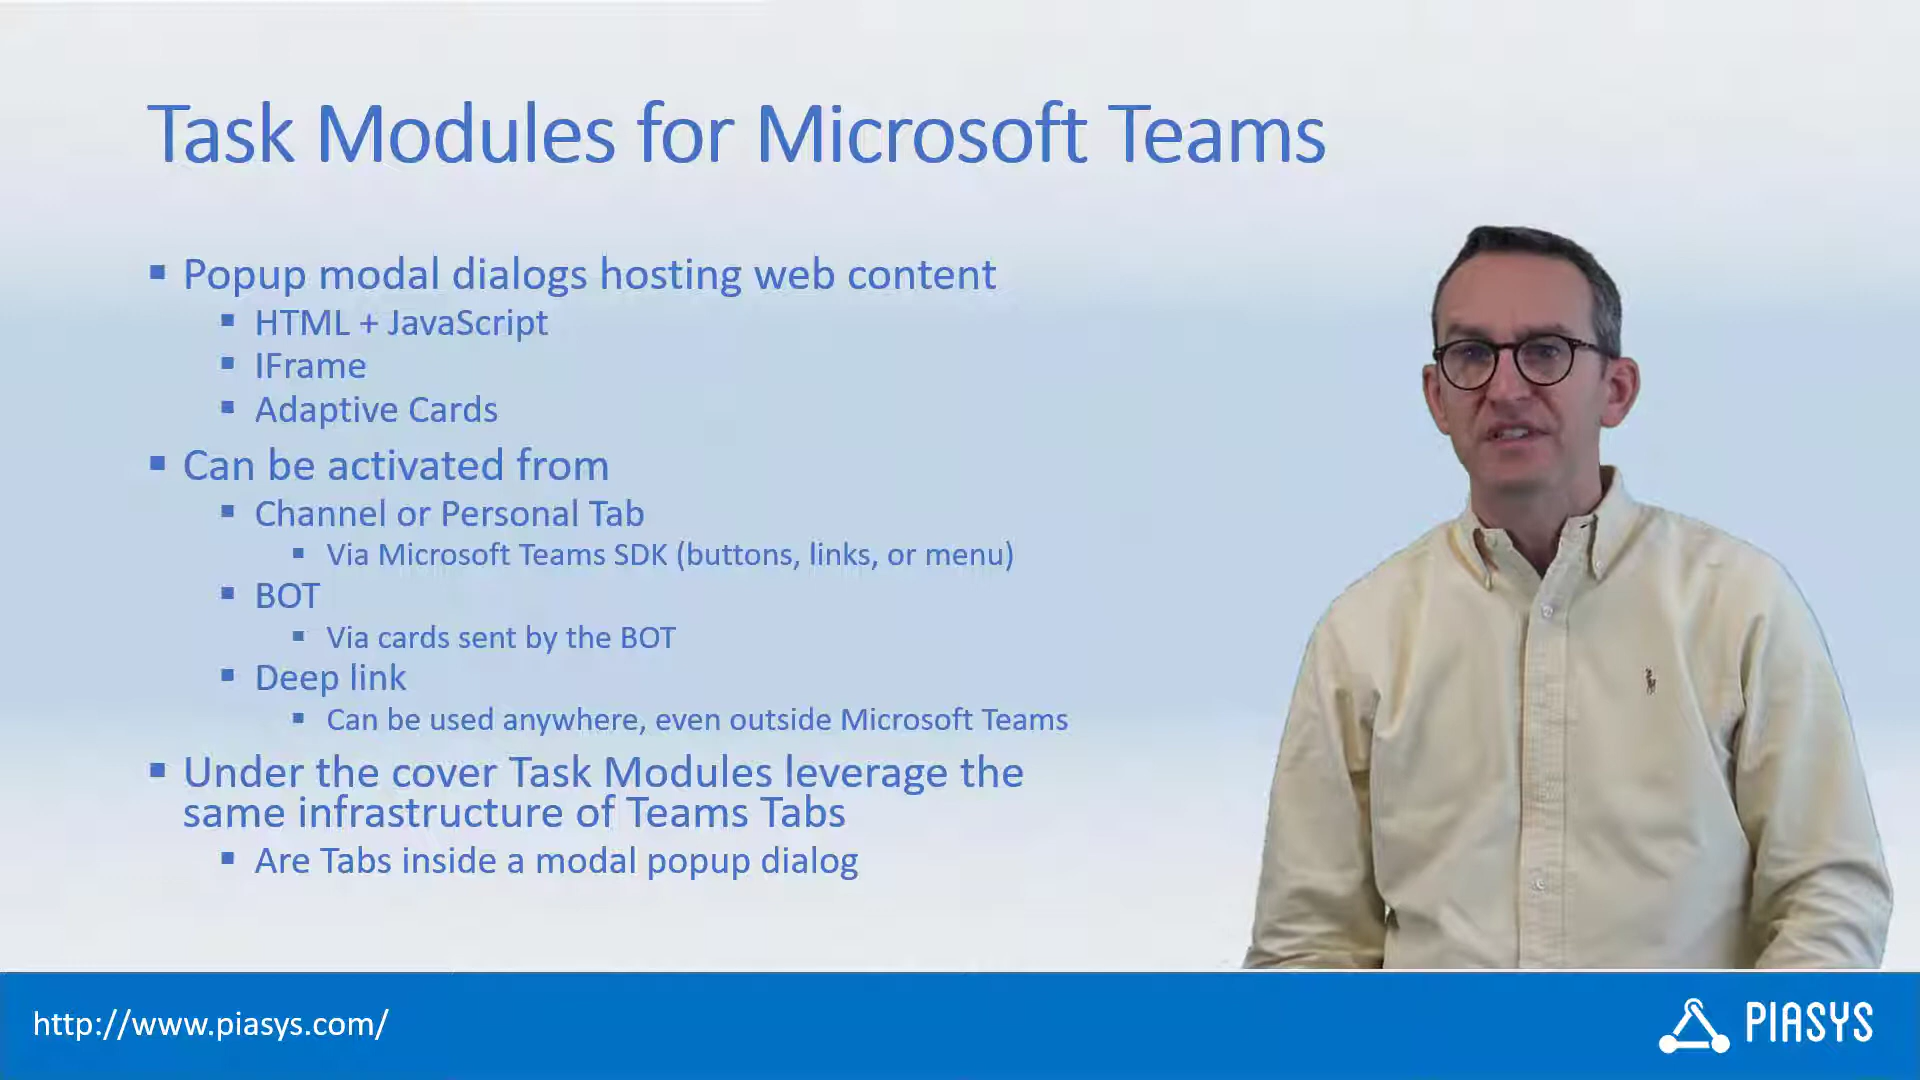 Task Modules for Microsoft Teams
▪ Popup modal dialogs hosting web content
▪ HTML + JavaScript
▪ IFrame
▪ Adaptive Cards
▪ Can be activated from
▪ Channel or Personal Tab
▪ Via Microsoft Teams SDK (buttons, links, or menu)
▪ BOT
▪ Via cards sent by the BOT
▪ Deep link
▪ Can be used anywhere, even outside Microsoft Teams
▪ Under the cover Task Modules leverage the
same infrastructure of Teams Tabs
▪ Are Tabs inside a modal popup dialog
http://www.piasys.com/
PIASYS